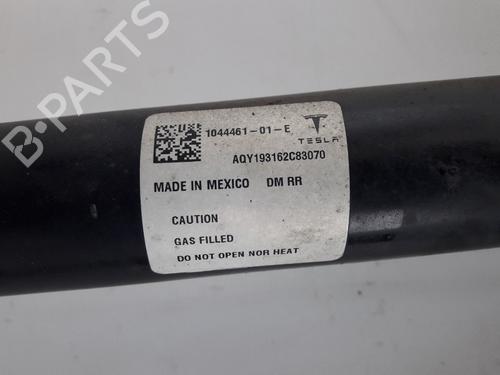 1044461-01-E
TESLA
AQY193162C83070
MADE IN MEXICO DM RR
CAUTION
GAS FILLED
DO NOT OPEN NOR HEAT
B-PARTS